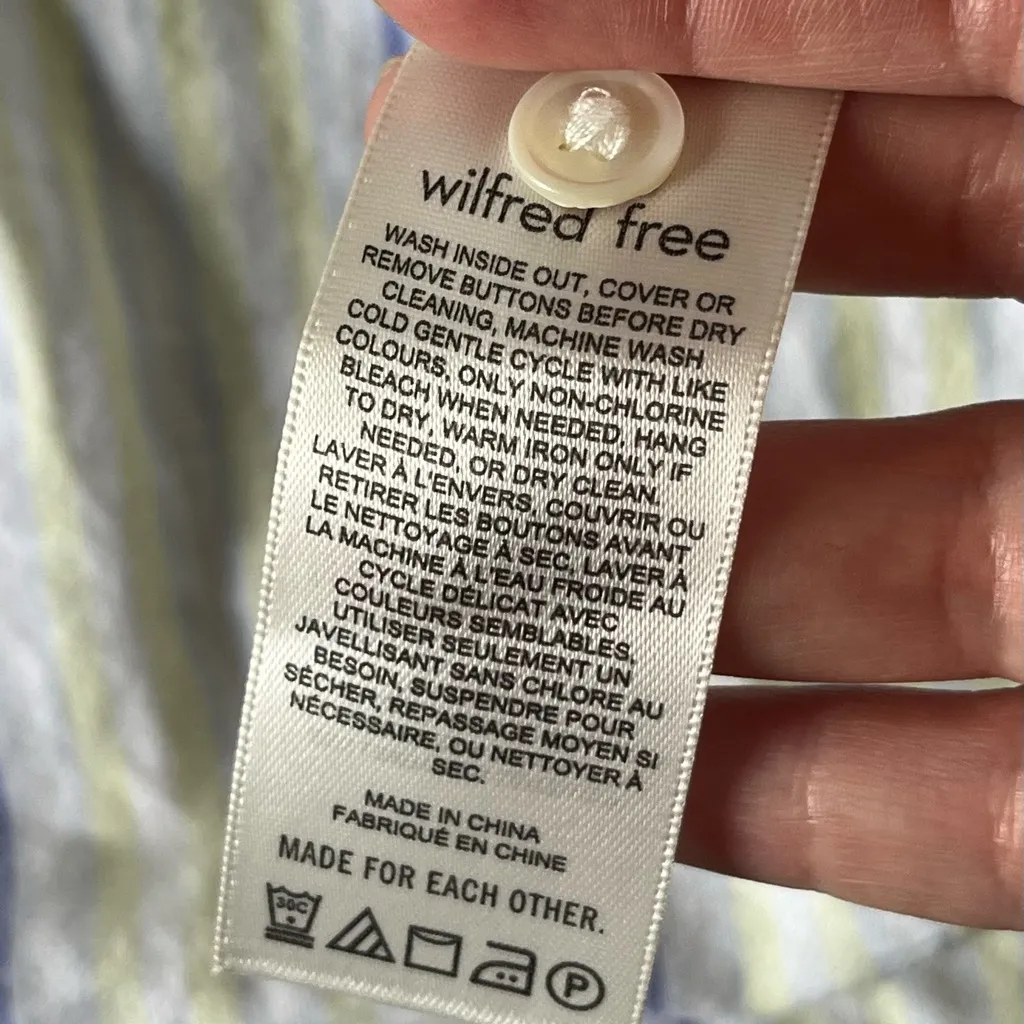 wilfred free
WASH INSIDE OUT, COVER OR
REMOVE BUTTONS BEFORE DRY
CLEANING, MACHINE WASH
COLD GENTLE CYCLE WITH LIKE
COLOURS, ONLY NON-CHLORINE
BLEACH WHEN NEEDED, HANG
TO DRY, WARM IRON ONLY IF
NEEDED, OR DRY CLEAN.
LAVER À L'ENVERS, COUVRIR OU
RETIRER LES BOUTONS AVANT
LE NETTOYAGE À SEC, LAVER À
LA MACHINE À L'EAU FROIDE AU
CYCLE DÉLICAT AVEC
COULEURS SEMBLABLES,
UTILISER SEULEMENT UN
JAVELLISANT SANS CHLORE AU
BESOIN, SUSPENDRE POUR
SÉCHER, REPASSAGE MOYEN SI
NÉCESSAIRE, OU NETTOYER À
SEC.
MADE IN CHINA
FABRIQUÉ EN CHINE
MADE FOR EACH OTHER.
30C P